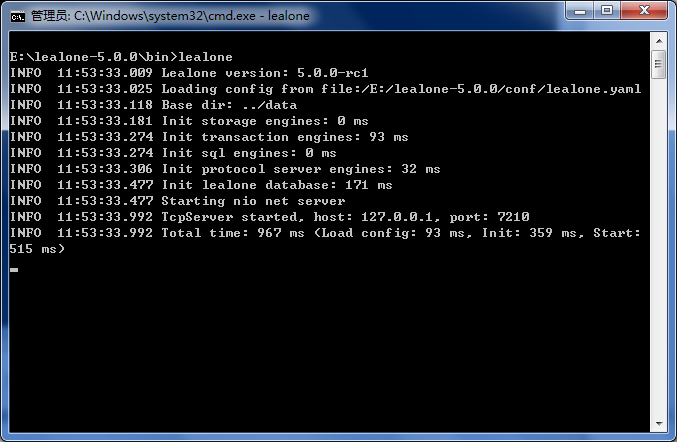 管理员: C:\Windows\system32\cmd.exe - lealone
E:\lealone-5.0.0\bin>lealone
INFO  11:53:33.009 Lealone version: 5.0.0-rc1
INFO  11:53:33.025 Loading config from file:/E:/lealone-5.0.0/conf/lealone.yaml
INFO  11:53:33.118 Base dir: ../data
INFO  11:53:33.181 Init storage engines: 0 ms
INFO  11:53:33.274 Init transaction engines: 93 ms
INFO  11:53:33.274 Init sql engines: 0 ms
INFO  11:53:33.306 Init protocol server engines: 32 ms
INFO  11:53:33.477 Init lealone database: 171 ms
INFO  11:53:33.477 Starting nio net server
INFO  11:53:33.992 TcpServer started, host: 127.0.0.1, port: 7210
INFO  11:53:33.992 Total time: 967 ms (Load config: 93 ms, Init: 359 ms, Start:
515 ms)